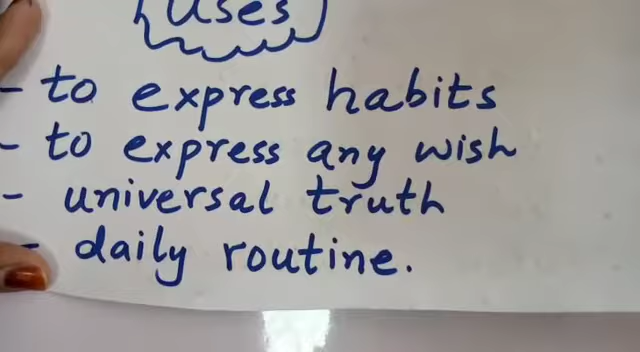 Uses
- to express habits
- to express any wish
- universal truth
- daily routine.